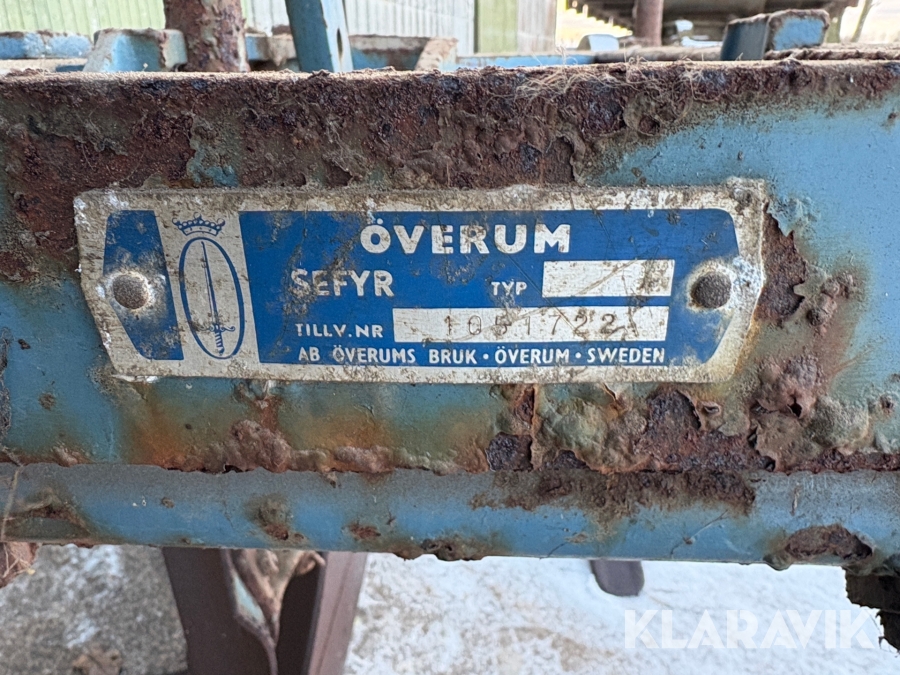 ÖVERUM
SEFYR TYP
TILLV.NR 1051722
AB ÖVERUMS BRUK · ÖVERUM · SWEDEN
KLARAVIK